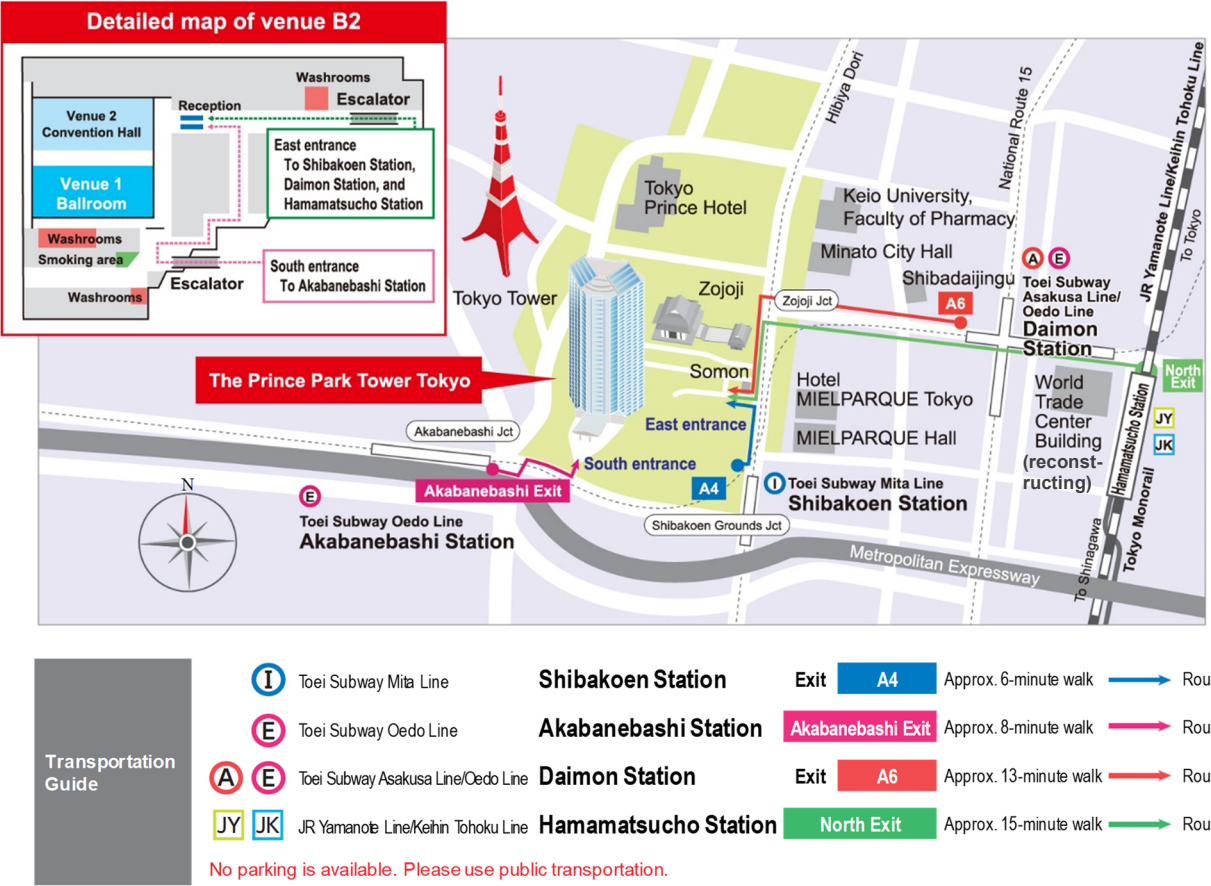 Detailed map of venue B2
Washrooms
Reception
Escalator
Venue 2
Convention Hall
East entrance
To Shibakoen Station,
Daimon Station, and
Hamamatsucho Station
Venue 1
Ballroom
Washrooms
Smoking area
South entrance
To Akabanebashi Station
Escalator
Washrooms
Tokyo Tower
The Prince Park Tower Tokyo
Tokyo
Prince Hotel
Hibiya Dori
National Route 15
JR Yamanote Line/Keihin Tohoku Line
To Tokyo
Keio University,
Faculty of Pharmacy
Minato City Hall
Shibadaijingu
A E
Toei Subway
Asakusa Line/
Oedo Line
Daimon
Station
A6
Zojoji
Zojoji Jct
Somon
North
Exit
Hotel
MIELPARQUE Tokyo
MIELPARQUE Hall
World
Trade
Center
Building
(reconst-
ructing)
Hamamatsucho Station
JY
JK
East entrance
South entrance
Akabanebashi Jct
Akabanebashi Exit
A4
I Toei Subway Mita Line
Shibakoen Station
Shibakoen Grounds Jct
N
E
Toei Subway Oedo Line
Akabanebashi Station
Metropolitan Expressway
To Shinagawa
Tokyo Monorail
Transportation
Guide
I Toei Subway Mita Line Shibakoen Station Exit A4 Approx. 6-minute walk Rou
E Toei Subway Oedo Line Akabanebashi Station Akabanebashi Exit Approx. 8-minute walk Rou
A E Toei Subway Asakusa Line/Oedo Line Daimon Station Exit A6 Approx. 13-minute walk Rou
JY JK JR Yamanote Line/Keihin Tohoku Line Hamamatsucho Station North Exit Approx. 15-minute walk Rou
No parking is available. Please use public transportation.